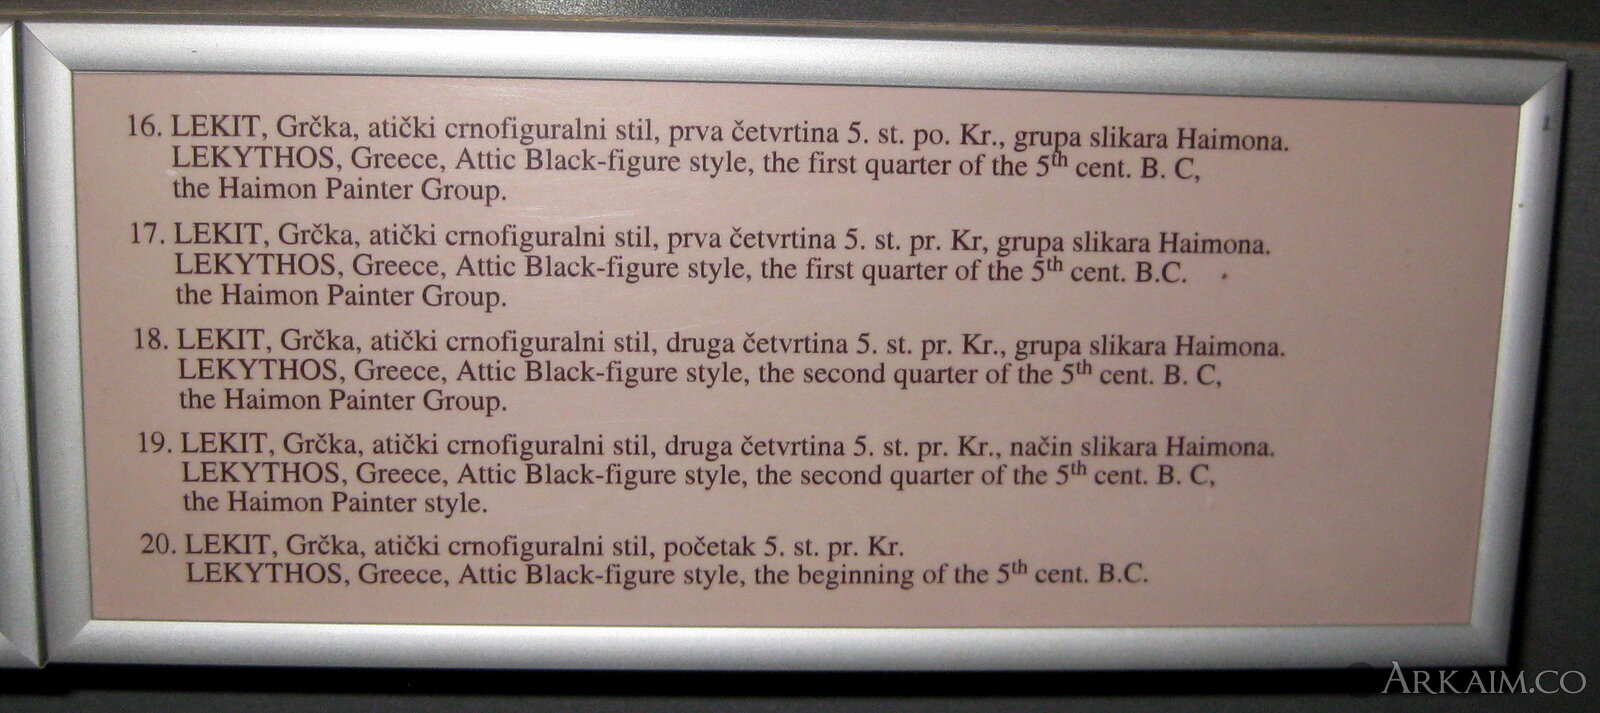 16. LEKIT, Grčka, atički crnofiguralni stil, prva četvrtina 5. st. po. Kr., grupa slikara Haimona.
LEKYTHOS, Greece, Attic Black-figure style, the first quarter of the 5th cent. B. C,
the Haimon Painter Group.
17. LEKIT, Grčka, atički crnofiguralni stil, prva četvrtina 5. st. pr. Kr, grupa slikara Haimona.
LEKYTHOS, Greece, Attic Black-figure style, the first quarter of the 5th cent. B.C.
the Haimon Painter Group.
18. LEKIT, Grčka, atički crnofiguralni stil, druga četvrtina 5. st. pr. Kr., grupa slikara Haimona.
LEKYTHOS, Greece, Attic Black-figure style, the second quarter of the 5th cent. B. C,
the Haimon Painter Group.
19. LEKIT, Grčka, atički crnofiguralni stil, druga četvrtina 5. st. pr. Kr., način slikara Haimona.
LEKYTHOS, Greece, Attic Black-figure style, the second quarter of the 5th cent. B. C,
the Haimon Painter style.
20. LEKIT, Grčka, atički crnofiguralni stil, početak 5. st. pr. Kr.
LEKYTHOS, Greece, Attic Black-figure style, the beginning of the 5th cent. B.C.
ARKAIM.CO